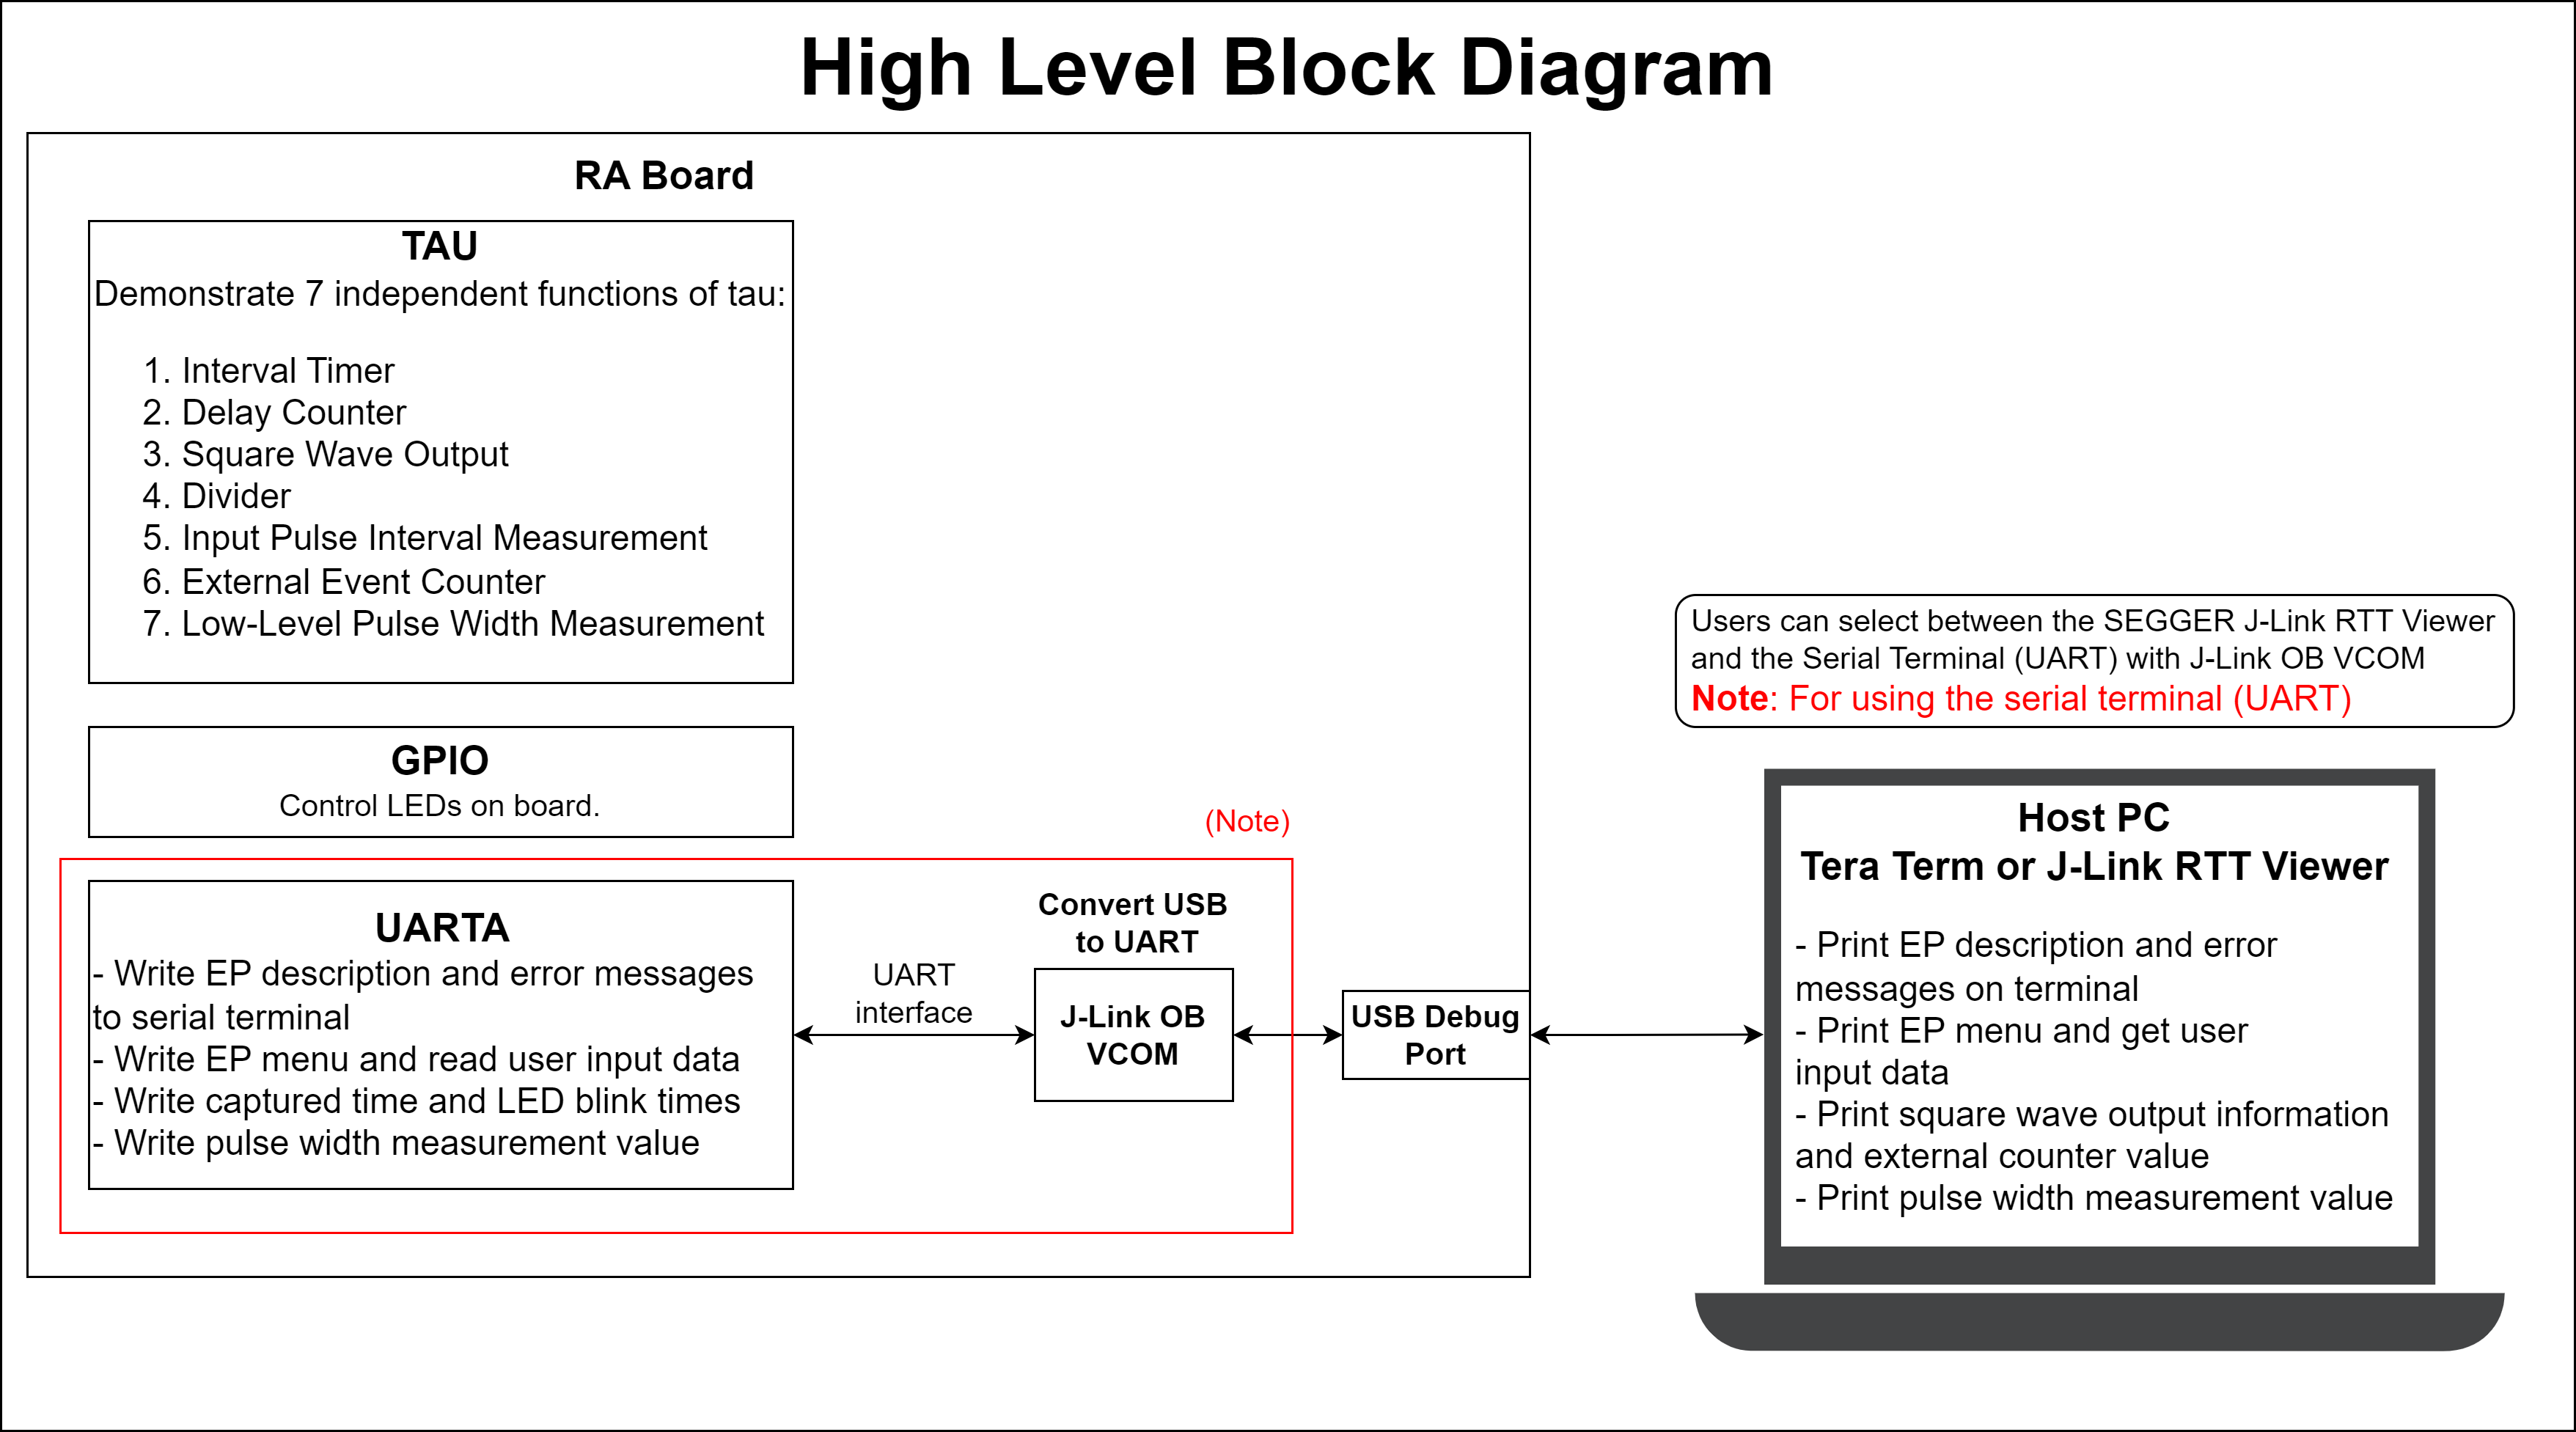 High Level Block Diagram
RA Board
TAU
Demonstrate 7 independent functions of tau:
1. Interval Timer
2. Delay Counter
3. Square Wave Output
4. Divider
5. Input Pulse Interval Measurement
6. External Event Counter
7. Low-Level Pulse Width Measurement
GPIO
Control LEDs on board.
(Note)
UARTA
- Write EP description and error messages
to serial terminal
- Write EP menu and read user input data
- Write captured time and LED blink times
- Write pulse width measurement value
UART
interface
Convert USB
to UART
J-Link OB
VCOM
USB Debug
Port
Users can select between the SEGGER J-Link RTT Viewer
and the Serial Terminal (UART) with J-Link OB VCOM
Note: For using the serial terminal (UART)
Host PC
Tera Term or J-Link RTT Viewer
- Print EP description and error
messages on terminal
- Print EP menu and get user
input data
- Print square wave output information
and external counter value
- Print pulse width measurement value